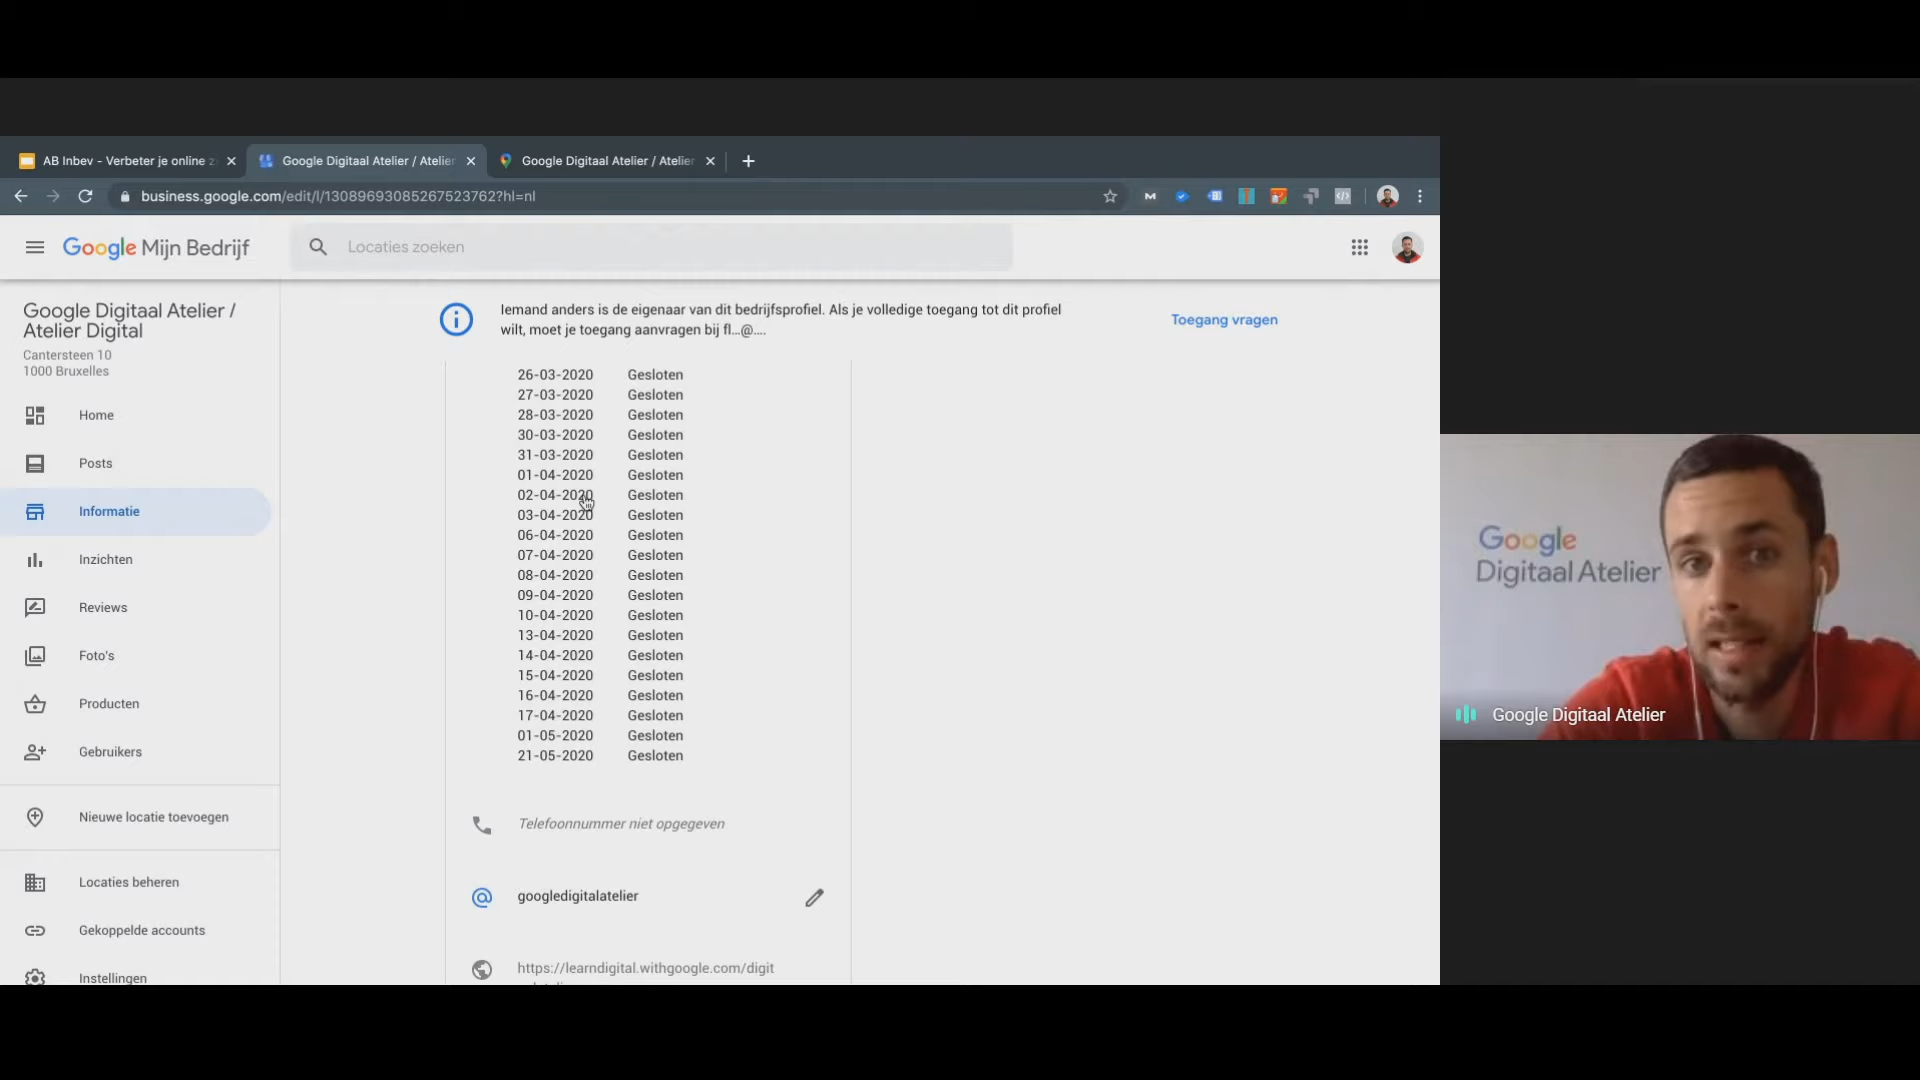 AB Inbev - Verbeter je online
Google Digitaal Atelier / Atelier
Google Digitaal Atelier / Atelier
business.google.com/edit/l/13089693085267523762?hl=nl
Google Mijn Bedrijf
Locaties zoeken
Google Digitaal Atelier /
Atelier Digital
Cantersteen 10
1000 Bruxelles
Home
Posts
Informatie
Inzichten
Reviews
Foto's
Producten
Gebruikers
Nieuwe locatie toevoegen
Locaties beheren
Gekoppelde accounts
Instellingen
Iemand anders is de eigenaar van dit bedrijfsprofiel. Als je volledige toegang tot dit profiel
wilt, moet je toegang aanvragen bij fl...@....
Toegang vragen
26-03-2020 Gesloten
27-03-2020 Gesloten
28-03-2020 Gesloten
30-03-2020 Gesloten
31-03-2020 Gesloten
01-04-2020 Gesloten
02-04-2020 Gesloten
03-04-2020 Gesloten
06-04-2020 Gesloten
07-04-2020 Gesloten
08-04-2020 Gesloten
09-04-2020 Gesloten
10-04-2020 Gesloten
13-04-2020 Gesloten
14-04-2020 Gesloten
15-04-2020 Gesloten
16-04-2020 Gesloten
17-04-2020 Gesloten
01-05-2020 Gesloten
21-05-2020 Gesloten
Telefoonnummer niet opgegeven
googledigitalatelier
https://learndigital.withgoogle.com/digit
Google
Digitaal Atelier
Google Digitaal Atelier